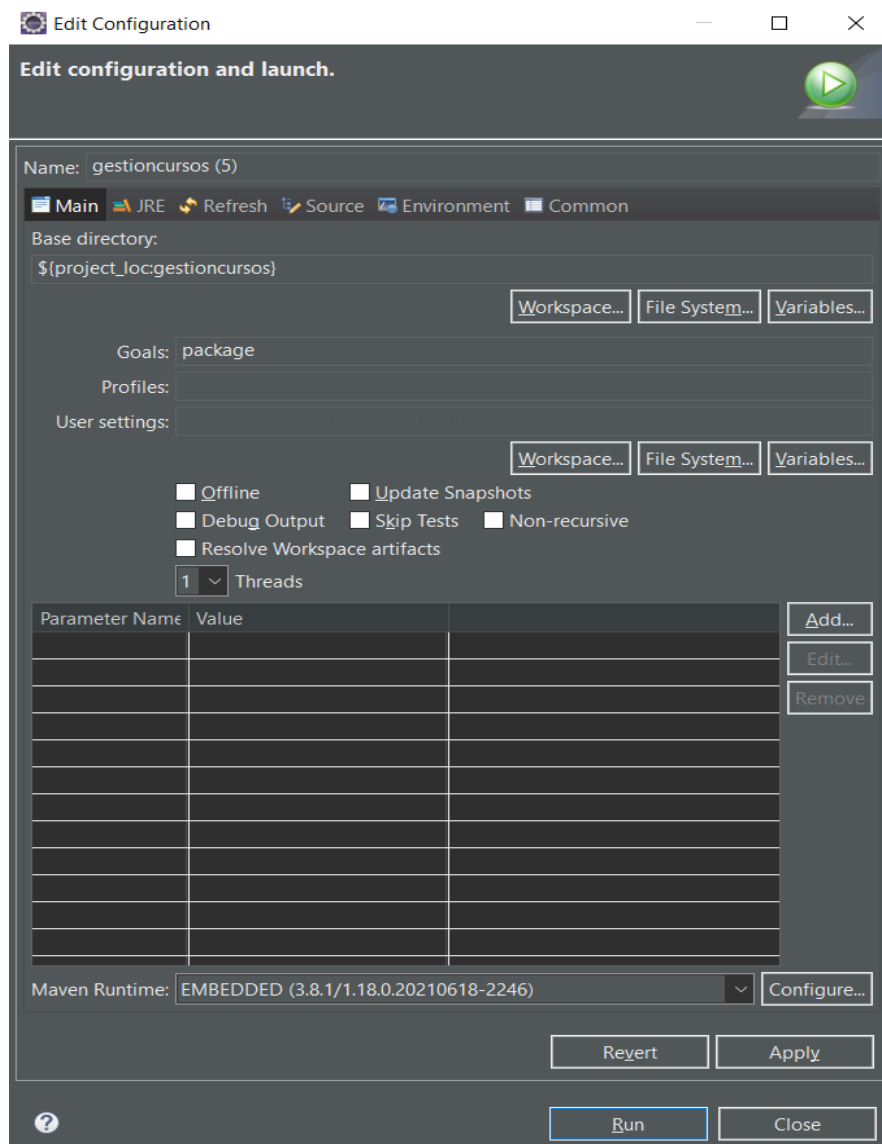 Edit Configuration
Edit configuration and launch.
Name: gestioncursos (5)
Main JRE Refresh Source Environment Common
Base directory:
${project_loc:gestioncursos}
Workspace... File System... Variables...
Goals: package
Profiles:
User settings:
Workspace... File System... Variables...
Offline Update Snapshots
Debug Output Skip Tests Non-recursive
Resolve Workspace artifacts
1 Threads
Parameter Name Value Add...
Edit...
Remove
Maven Runtime: EMBEDDED (3.8.1/1.18.0.20210618-2246) Configure...
Revert Apply
? Run Close